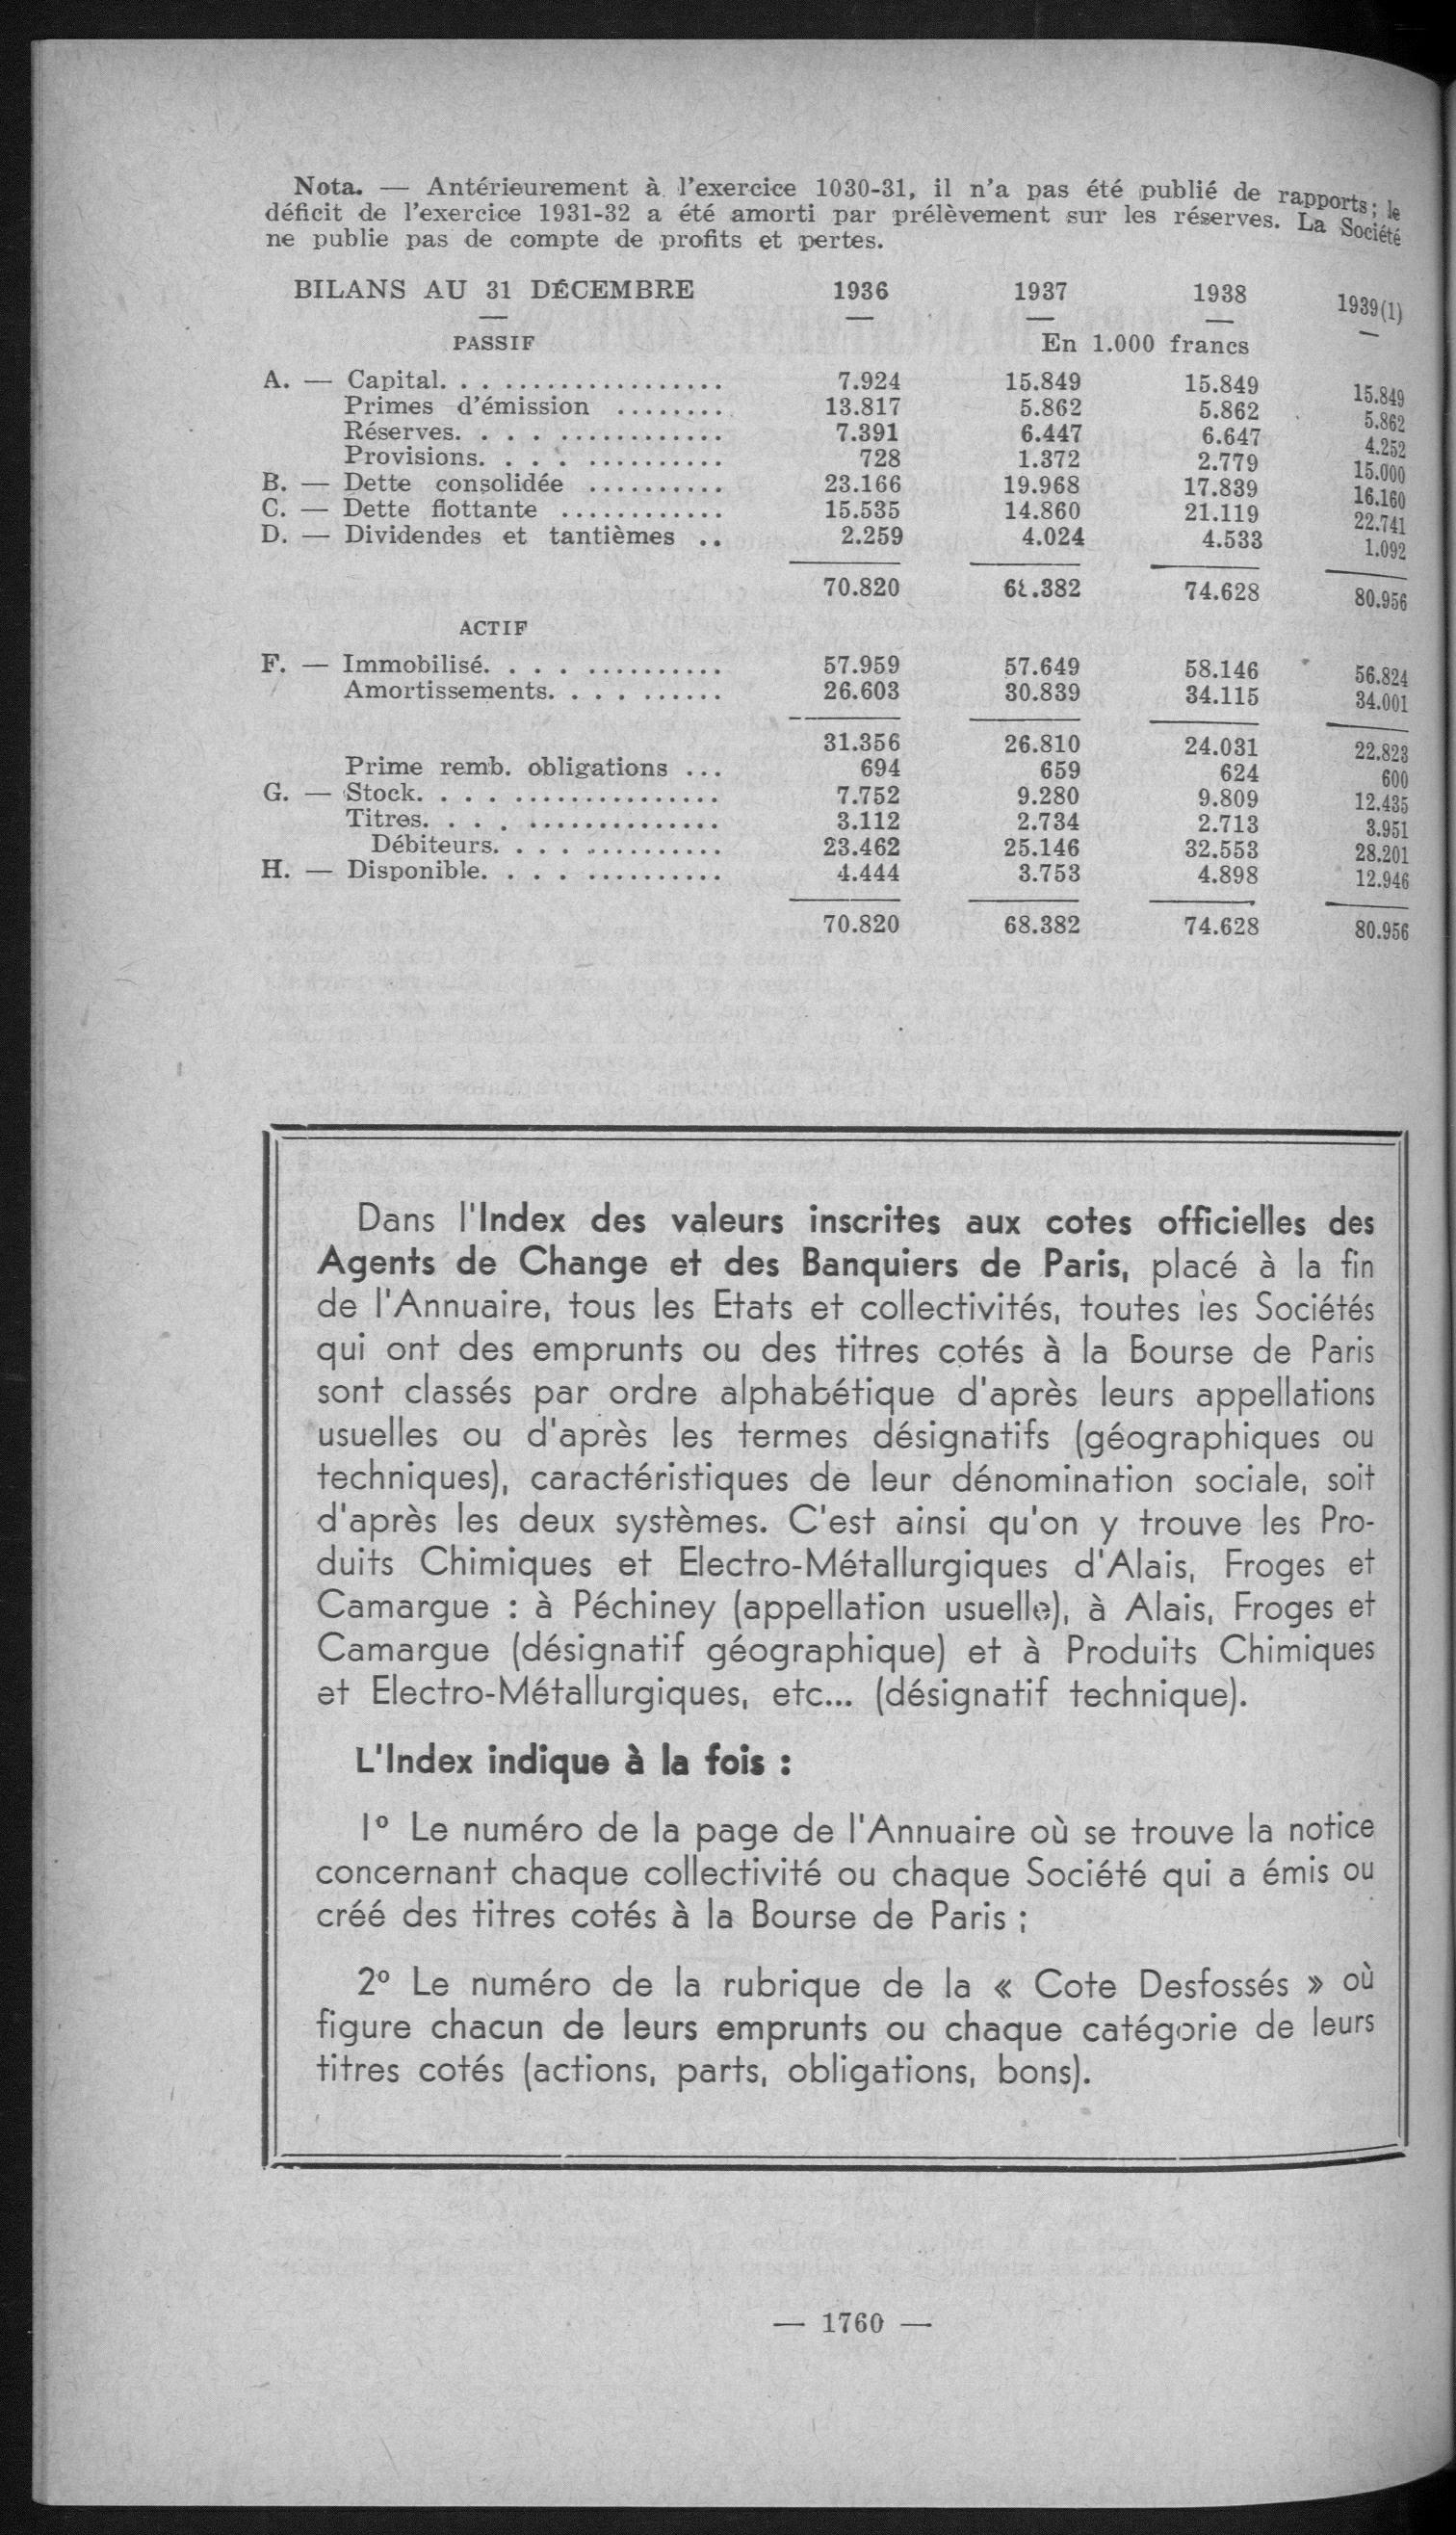 Nota. — Antérieurement à l'exercice 1030-31, il n'a pas été publié de rapports; le
déficit de l'exercice 1931-32 a été amorti par prélèvement sur les réserves. La Société
ne publie pas de compte de profits et pertes.
BILANS AU 31 DÉCEMBRE 1936 1937 1938 1939(1)
PASSIF En 1.000 francs
A. — Capital. . . ................. 7.924 15.849 15.849 15.849
Primes d'émission ........ 13.817 5.862 5.862 5.862
Réserves. . . . . ............. 7.391 6.447 6.647 4.252
Provisions. . . . . .......... 728 1.372 2.779 15.000
B. — Dette consolidée .......... 23.166 19.968 17.839 16.160
C. — Dette flottante ............ 15.535 14.860 21.119 22.741
D. — Dividendes et tantièmes .. 2.259 4.024 4.533 1.092
70.820 68.382 74.628 80.956
ACTIF
F. — Immobilisé. . . . . ............ 57.959 57.649 58.146 56.824
Amortissements. . . . . ....... 26.603 30.839 34.115 34.001
31.356 26.810 24.031 22.823
Prime remb. obligations ... 694 659 624 600
G. — Stock. . . . . ................ 7.752 9.280 9.809 12.435
Titres. . . . . ............... 3.112 2.734 2.713 3.951
Débiteurs. . . . . ............ 23.462 25.146 32.553 28.201
H. — Disponible. . . . . .......... 4.444 3.753 4.898 12.946
70.820 68.382 74.628 80.956
Dans l'Index des valeurs inscrites aux cotes officielles des
Agents de Change et des Banquiers de Paris, placé à la fin
de l'Annuaire, tous les Etats et collectivités, toutes les Sociétés
qui ont des emprunts ou des titres cotés à la Bourse de Paris
sont classés par ordre alphabétique d'après leurs appellations
usuelles ou d'après les termes désignatifs (géographiques ou
techniques), caractéristiques de leur dénomination sociale, soit
d'après les deux systèmes. C'est ainsi qu'on y trouve les Pro-
duits Chimiques et Electro-Métallurgiques d'Alais, Froges et
Camargue : à Péchiney (appellation usuelle), à Alais, Froges et
Camargue (désignatif géographique) et à Produits Chimiques
et Electro-Métallurgiques, etc... (désignatif technique).
L'Index indique à la fois :
1º Le numéro de la page de l'Annuaire où se trouve la notice
concernant chaque collectivité ou chaque Société qui a émis ou
créé des titres cotés à la Bourse de Paris ;
2º Le numéro de la rubrique de la « Cote Desfossés » où
figure chacun de leurs emprunts ou chaque catégorie de leurs
titres cotés (actions, parts, obligations, bons).
— 1760 —